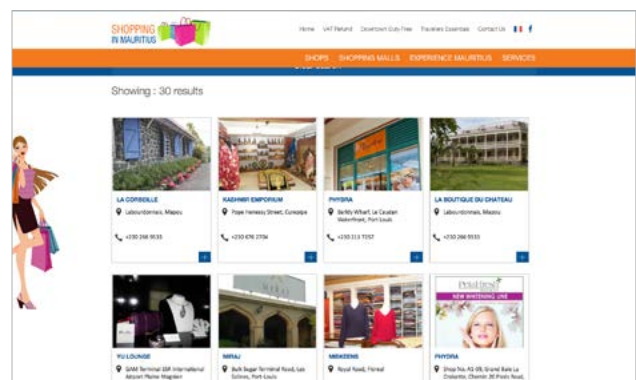 SHOPPING
IN MAURITIUS
Home VAT Refund Downtown Duty Free Travelers Essentials Contact Us
SHOPS SHOPPING MALLS EXPERIENCE MAURITIUS SERVICES
Showing : 30 results
LA CORBEILLE
Labourdonnais, Mapou
+230 266 9533
KASHMIR EMPORIUM
Pope Henessy Street, Curepipe
+230 676 2704
PHYDRA
Barkly Wharf, Le Caudan
Waterfront, Port Louis
+230 213 7257
LA BOUTIQUE DU CHATEAU
Labourdonnais, Mapou
+230 266 9533
YU LOUNGE
SSR International
Airport Plaine Magnien
MIRAJ
Bulk Sugar Terminal Road, Les
Salines, Port-Louis
MISKEENS
Royal Road, Floreal
NEW WHITENING LINE
PHYDRA
Shop No. AG 09, Grand Baie La
Croisette, Chemin 20 Pieds Road,